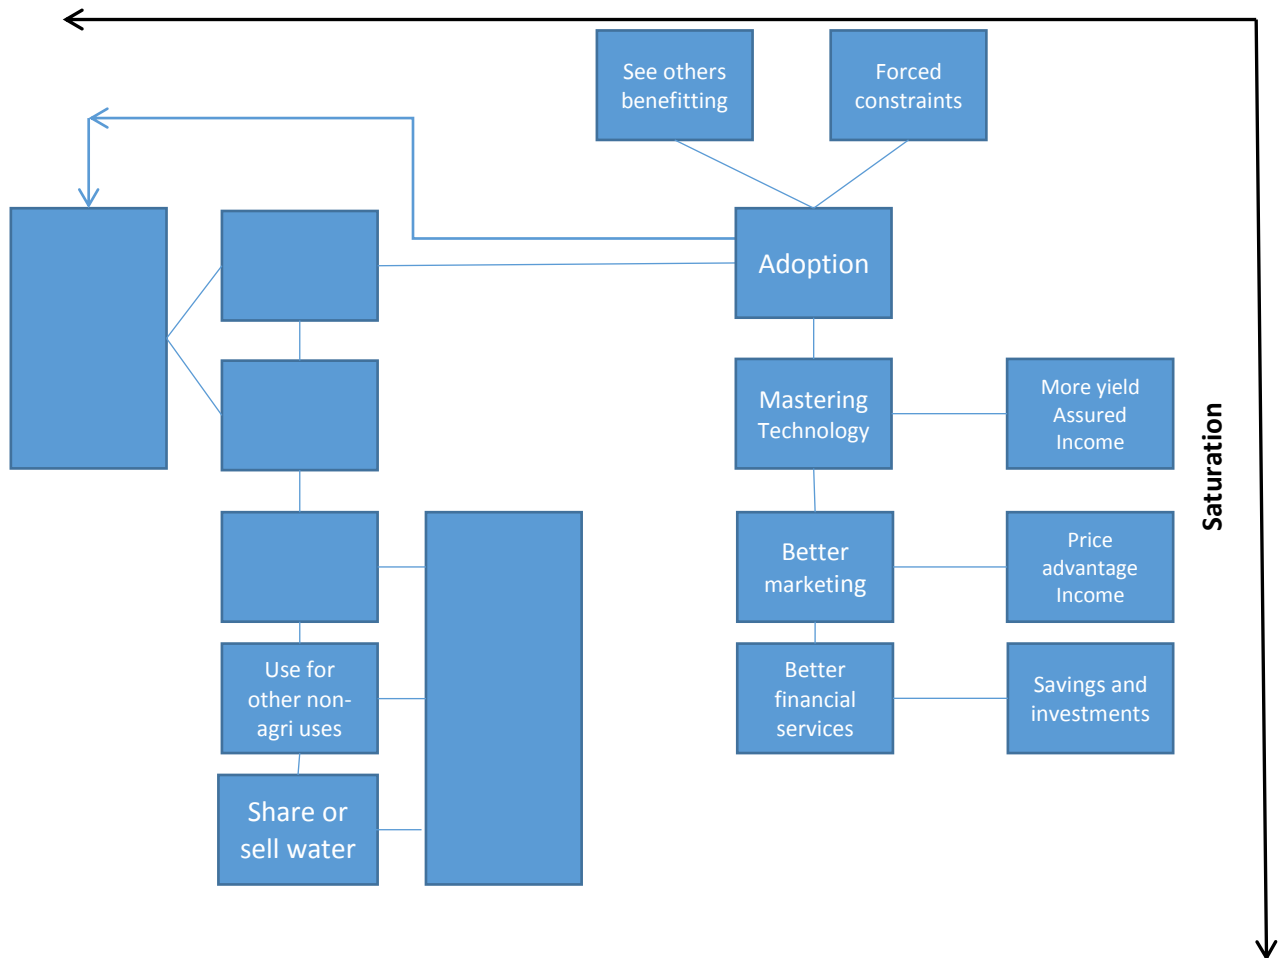 See others
benefitting
Forced
constraints
Adoption
Mastering
Technology
More yield
Assured
Income
Saturation
Better
marketing
Price
advantage
Income
Use for
other non-
agri uses
Better
financial
services
Savings and
investments
Share or
sell water